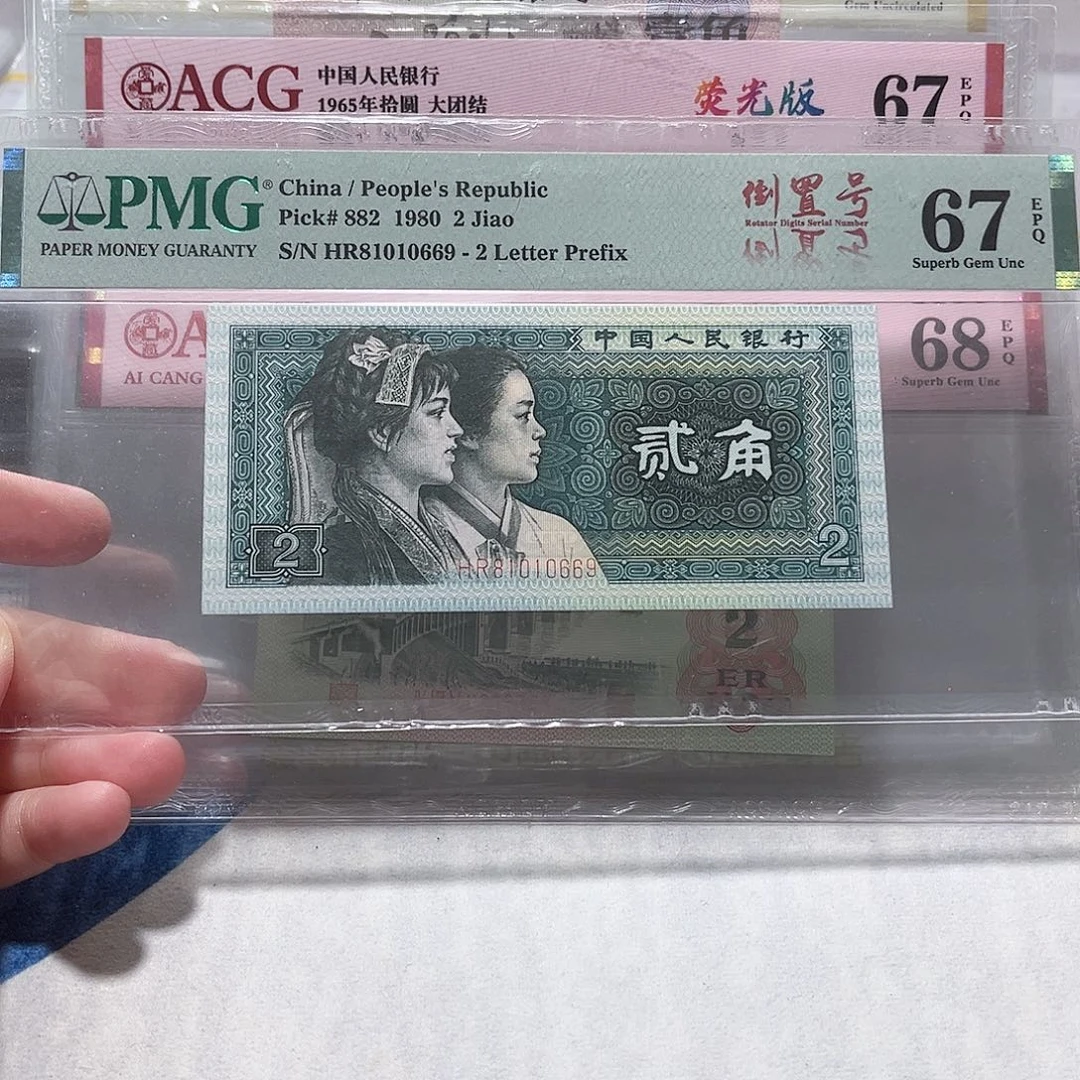 Gem Uncirculated
ACG
中国人民银行
1965年拾圆 大团结
荧光版
67
EPQ
PMG®
PAPER MONEY GUARANTY
China / People's Republic
Pick# 882 1980 2 Jiao
S/N HR81010669 - 2 Letter Prefix
倒置号
Rotator Digits Serial Number
67
EPQ
Superb Gem Unc
A
AI CANG
68
EPQ
Superb Gem Unc
中国人民银行
贰角
2
HR81010669
2
2
ER